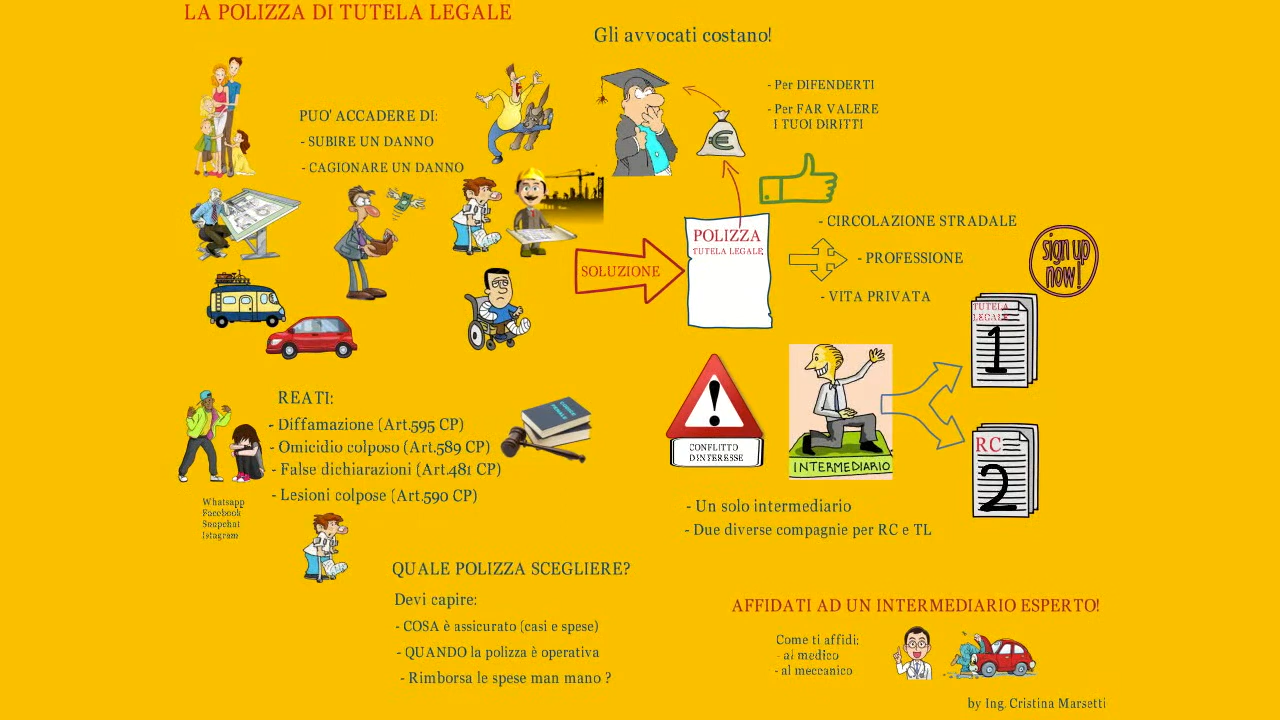 LA POLIZZA DI TUTELA LEGALE
Gli avvocati costano!
- Per DIFENDERTI
- Per FAR VALERE
I TUOI DIRITTI
PUO' ACCADERE DI:
- SUBIRE UN DANNO
- CAGIONARE UN DANNO
SOLUZIONE
POLIZZA
TUTELA LEGALE
- CIRCOLAZIONE STRADALE
- PROFESSIONE
- VITA PRIVATA
sign up
now!
TUTELA
LEGALE
1
REATI:
- Diffamazione (Art.595 CP)
- Omicidio colposo (Art.589 CP)
- False dichiarazioni (Art.481 CP)
- Lesioni colpose (Art.590 CP)
CODICE
PENALE
Whatsapp
Facebook
Snapchat
Istagram
CONFLITTO
D'INTERESSE
INTERMEDIARIO
RC
2
- Un solo intermediario
- Due diverse compagnie per RC e TL
QUALE POLIZZA SCEGLIERE?
Devi capire:
- COSA è assicurato (casi e spese)
- QUANDO la polizza è operativa
- Rimborsa le spese man mano ?
AFFIDATI AD UN INTERMEDIARIO ESPERTO!
Come ti affidi:
- al medico
- al meccanico
by Ing. Cristina Marsetti